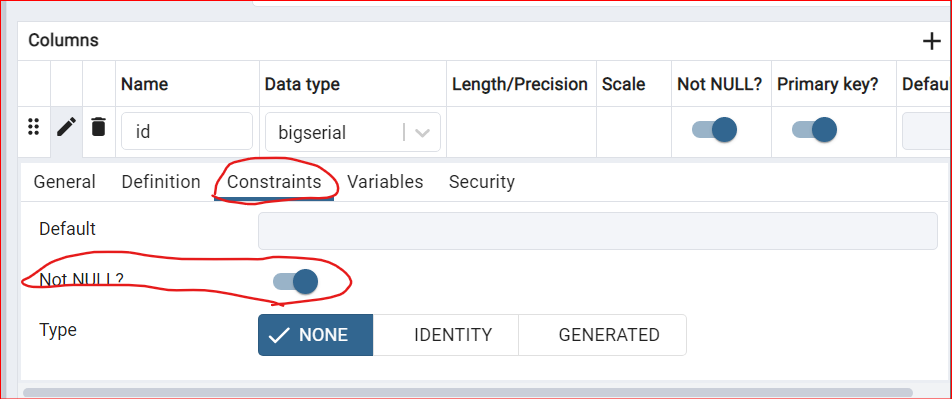 Columns
Name Data type Length/Precision Scale Not NULL? Primary key? Defau
id bigserial
General Definition Constraints Variables Security
Default
Not NULL?
Type NONE IDENTITY GENERATED